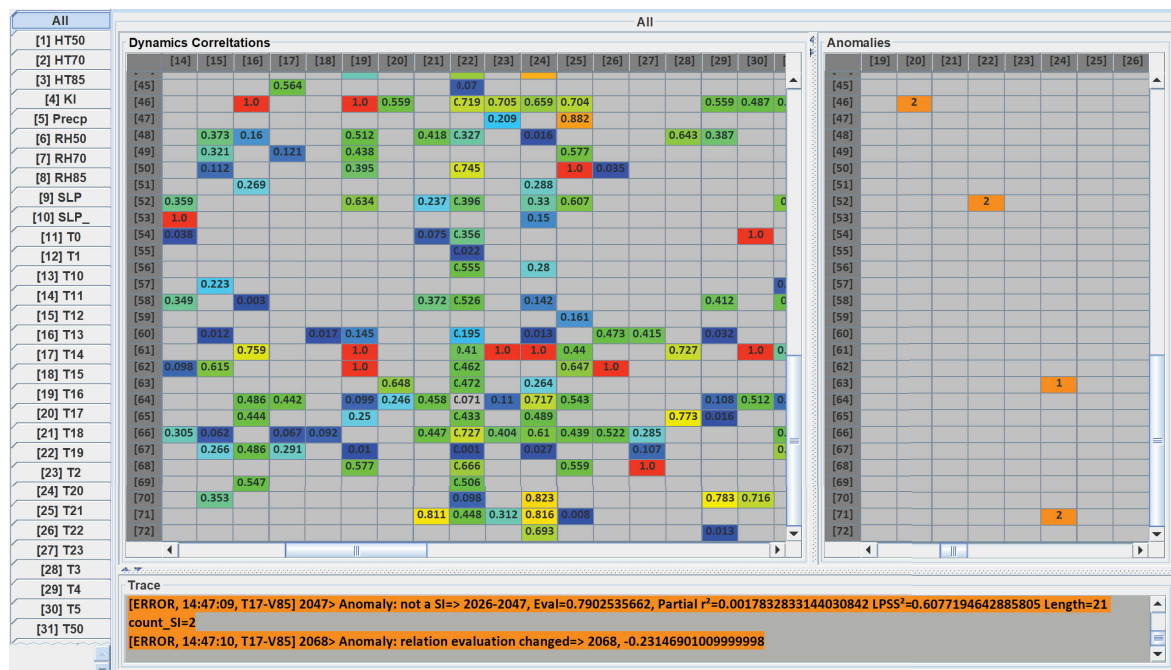 All
All
[1] HT50
[2] HT70
[3] HT85
[4] KI
[5] Precp
[6] RH50
[7] RH70
[8] RH85
[9] SLP
[10] SLP_
[11] T0
[12] T1
[13] T10
[14] T11
[15] T12
[16] T13
[17] T14
[18] T15
[19] T16
[20] T17
[21] T18
[22] T19
[23] T2
[24] T20
[25] T21
[26] T22
[27] T23
[28] T3
[29] T4
[30] T5
[31] T50
Dynamics Correltations
[14] [15] [16] [17] [18] [19] [20] [21] [22] [23] [24] [25] [26] [27] [28] [29] [30]
[45] 0.564 0.07
[46] 1.0 1.0 0.559 0.719 0.705 0.659 0.704 0.559 0.487 0.
[47] 0.209 0.882
[48] 0.373 0.16 0.512 0.418 0.327 0.016 0.643 0.387
[49] 0.321 0.121 0.438 0.577
[50] 0.112 0.395 0.745 1.0 0.035
[51] 0.269 0.288
[52] 0.359 0.634 0.237 0.396 0.33 0.607
[53] 1.0 0.15
[54] 0.038 0.075 0.356 1.0
[55] 0.022
[56] 0.555 0.28
[57] 0.223 0.
[58] 0.349 0.003 0.372 0.526 0.142 0.412
[59] 0.161
[60] 0.012 0.017 0.145 0.195 0.013 0.473 0.415 0.032
[61] 0.759 1.0 0.41 1.0 1.0 0.44 0.727 1.0 0.
[62] 0.098 0.615 1.0 0.462 0.647 1.0
[63] 0.648 0.472 0.264
[64] 0.486 0.442 0.099 0.246 0.458 0.071 0.11 0.717 0.543 0.108 0.512 0.
[65] 0.444 0.25 0.433 0.489 0.773 0.016
[66] 0.305 0.062 0.067 0.092 0.447 0.727 0.404 0.61 0.439 0.522 0.285 0.
[67] 0.266 0.486 0.291 0.01 0.001 0.027 0.107 0.
[68] 0.577 0.666 0.559 1.0
[69] 0.547 0.506
[70] 0.353 0.098 0.823 0.783 0.716
[71] 0.811 0.448 0.312 0.816 0.008
[72] 0.693 0.013
Anomalies
[19] [20] [21] [22] [23] [24] [25] [26]
[45]
[46] 2
[47]
[48]
[49]
[50]
[51]
[52] 2
[53]
[54]
[55]
[56]
[57]
[58]
[59]
[60]
[61]
[62]
[63] 1
[64]
[65]
[66]
[67]
[68]
[69]
[70]
[71] 2
[72]
Trace
[ERROR, 14:47:09, T17-V85] 2047> Anomaly: not a SI=> 2026-2047, Eval=0.7902535662, Partial r²=0.0017832833144030842 LPSS²=0.6077194642885805 Length=21
count_SI=2
[ERROR, 14:47:10, T17-V85] 2068> Anomaly: relation evaluation changed=> 2068, -0.23146901009999998